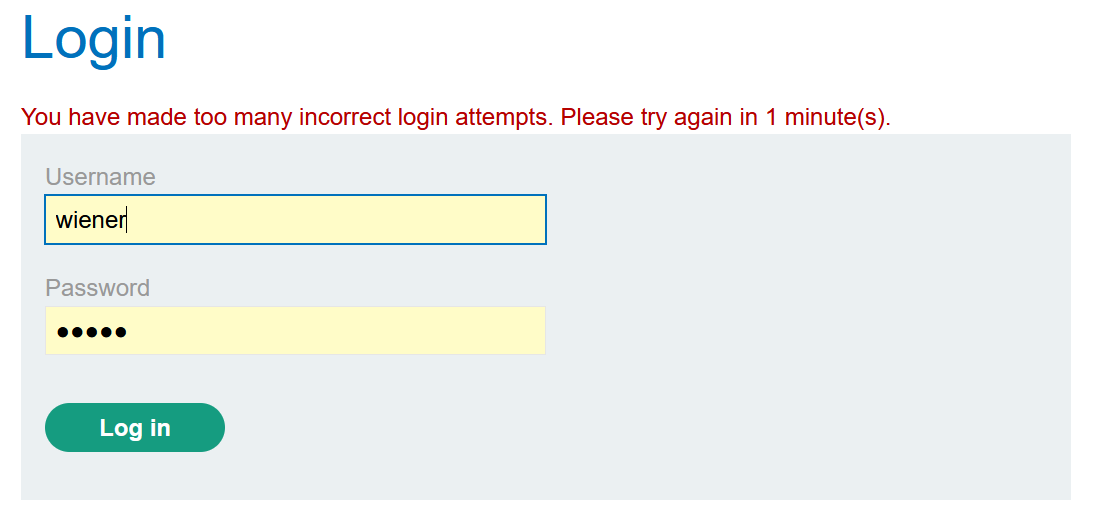 Login
You have made too many incorrect login attempts. Please try again in 1 minute(s).
Username
wiener
Password
●●●●●
Log in